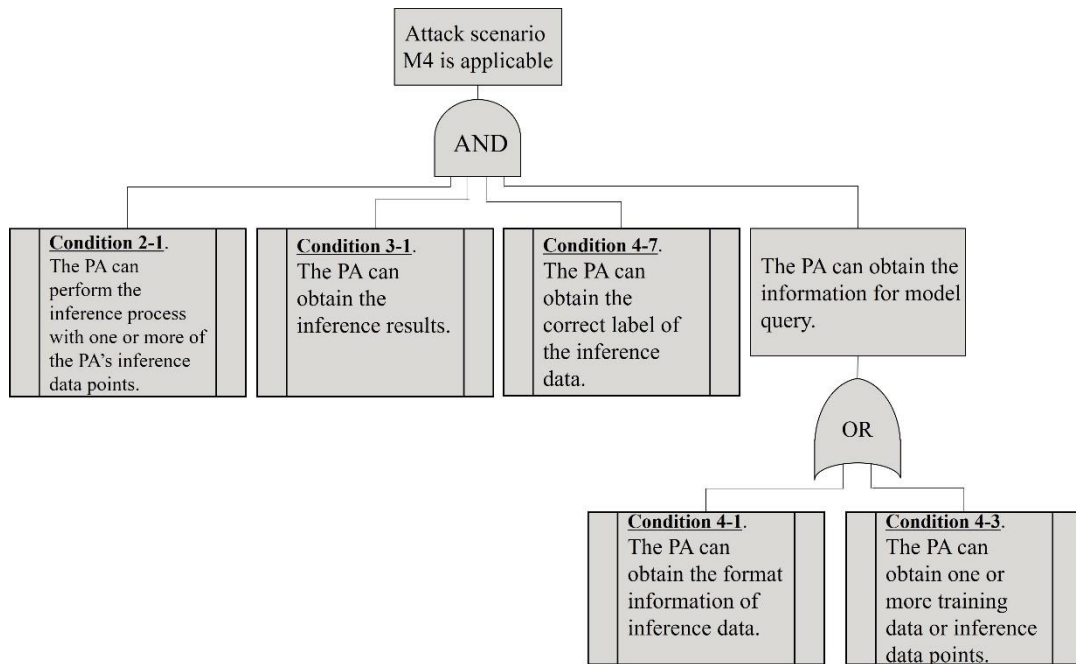 Attack scenario
M4 is applicable
AND
Condition 2-1.
The PA can
perform the
inference process
with one or more of
the PA’s inference
data points.
Condition 3-1.
The PA can
obtain the
inference results.
Condition 4-7.
The PA can
obtain the
correct label of
the inference
data.
The PA can obtain the
information for model
query.
OR
Condition 4-1.
The PA can
obtain the format
information of
inference data.
Condition 4-3.
The PA can
obtain one or
more training
data or inference
data points.